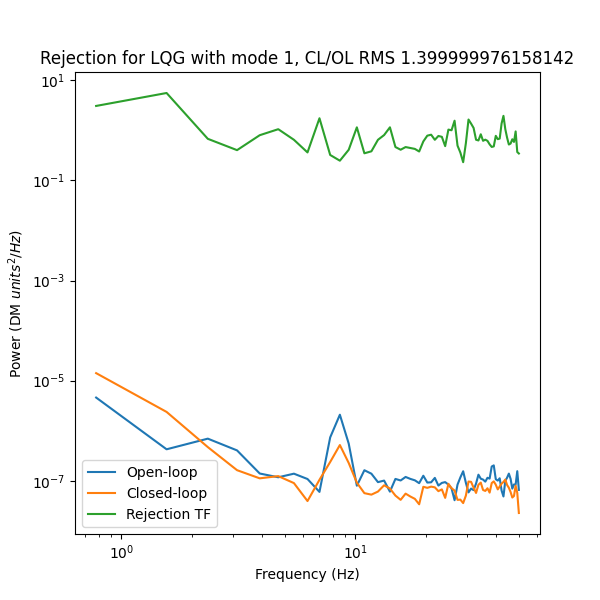 Rejection for LQG with mode 1, CL/OL RMS 1.399999976158142
10¹
10⁻¹
10⁻³
10⁻⁵
10⁻⁷
Power (DM units²/Hz)
Open-loop
Closed-loop
Rejection TF
10⁰
10¹
Frequency (Hz)